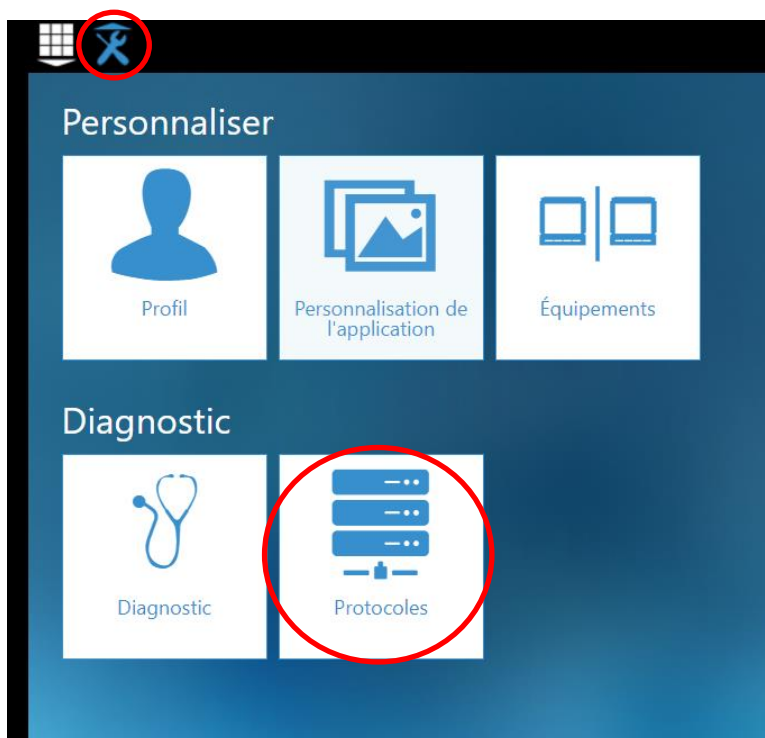 Personnaliser
Profil
Personnalisation de
l'application
Équipements
Diagnostic
Diagnostic
Protocoles